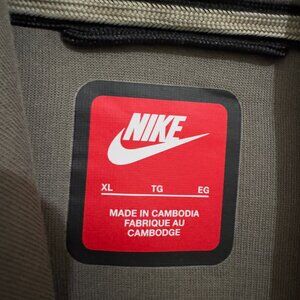 NIKE
XL TG EG
MADE IN CAMBODIA
FABRIQUE AU
CAMBODGE